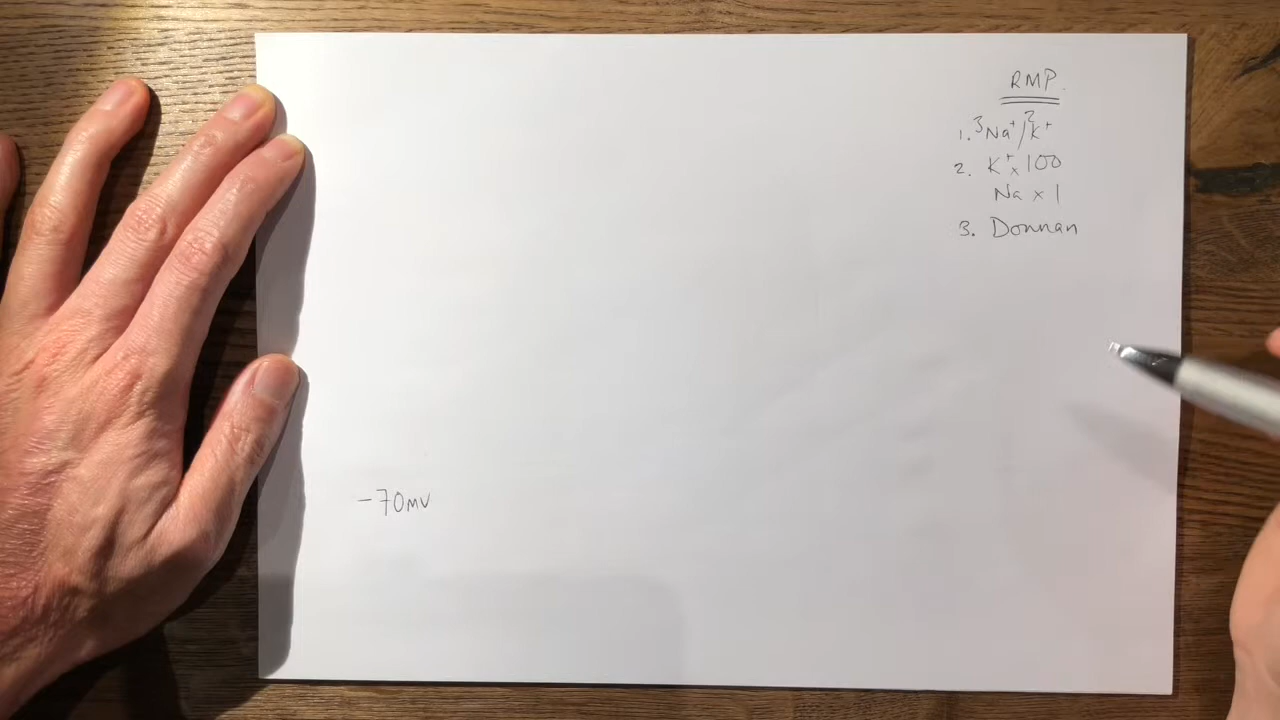 RMP.
1. 3Na⁺/2K⁺
2. K⁺ x 100
Na x 1
3. Donnan
-70mV